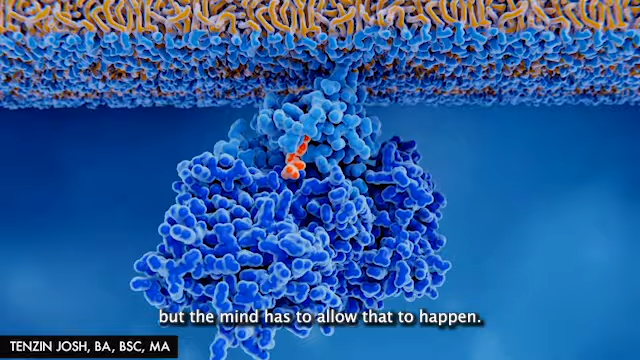 but the mind has to allow that to happen.
TENZIN JOSH, BA, BSC, MA